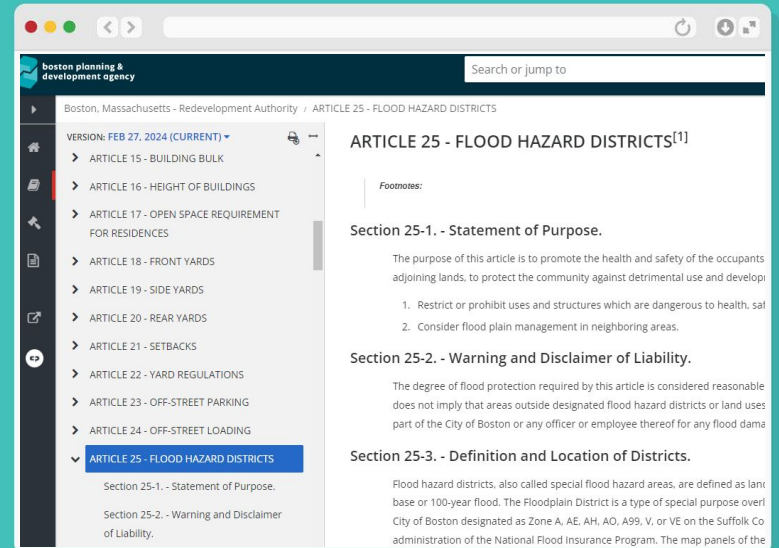 boston planning &
development agency
Search or jump to
Boston, Massachusetts - Redevelopment Authority / ARTICLE 25 - FLOOD HAZARD DISTRICTS
VERSION: FEB 27, 2024 (CURRENT)
ARTICLE 15 - BUILDING BULK
ARTICLE 16 - HEIGHT OF BUILDINGS
ARTICLE 17 - OPEN SPACE REQUIREMENT
FOR RESIDENCES
ARTICLE 18 - FRONT YARDS
ARTICLE 19 - SIDE YARDS
ARTICLE 20 - REAR YARDS
ARTICLE 21 - SETBACKS
ARTICLE 22 - YARD REGULATIONS
ARTICLE 23 - OFF-STREET PARKING
ARTICLE 24 - OFF-STREET LOADING
ARTICLE 25 - FLOOD HAZARD DISTRICTS
Section 25-1. - Statement of Purpose.
Section 25-2. - Warning and Disclaimer
of Liability.
ARTICLE 25 - FLOOD HAZARD DISTRICTS[1]
Footnotes:
Section 25-1. - Statement of Purpose.
The purpose of this article is to promote the health and safety of the occupants
adjoining lands, to protect the community against detrimental use and develop
1. Restrict or prohibit uses and structures which are dangerous to health, saf
2. Consider flood plain management in neighboring areas.
Section 25-2. - Warning and Disclaimer of Liability.
The degree of flood protection required by this article is considered reasonable
does not imply that areas outside designated flood hazard districts or land uses
part of the City of Boston or any officer or employee thereof for any flood dama
Section 25-3. - Definition and Location of Districts.
Flood hazard districts, also called special flood hazard areas, are defined as lan
base or 100-year flood. The Floodplain District is a type of special purpose overl
City of Boston designated as Zone A, AE, AH, AO, A99, V, or VE on the Suffolk Co
administration of the National Flood Insurance Program. The map panels of the